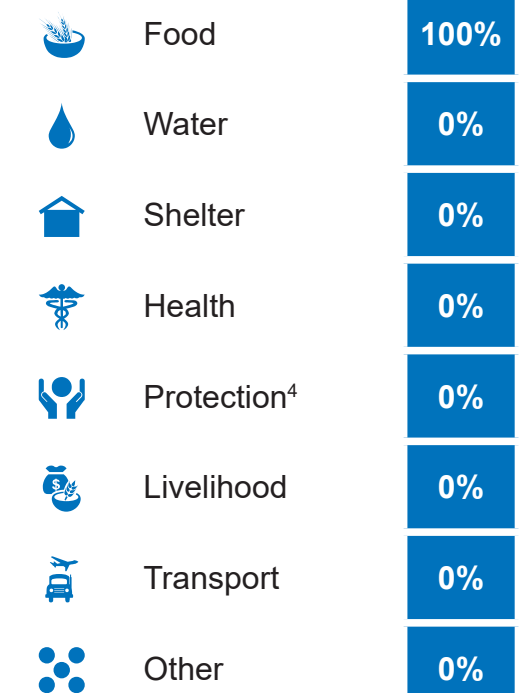 Food 100%
Water 0%
Shelter 0%
Health 0%
Protection⁴ 0%
Livelihood 0%
$
Transport 0%
Other 0%